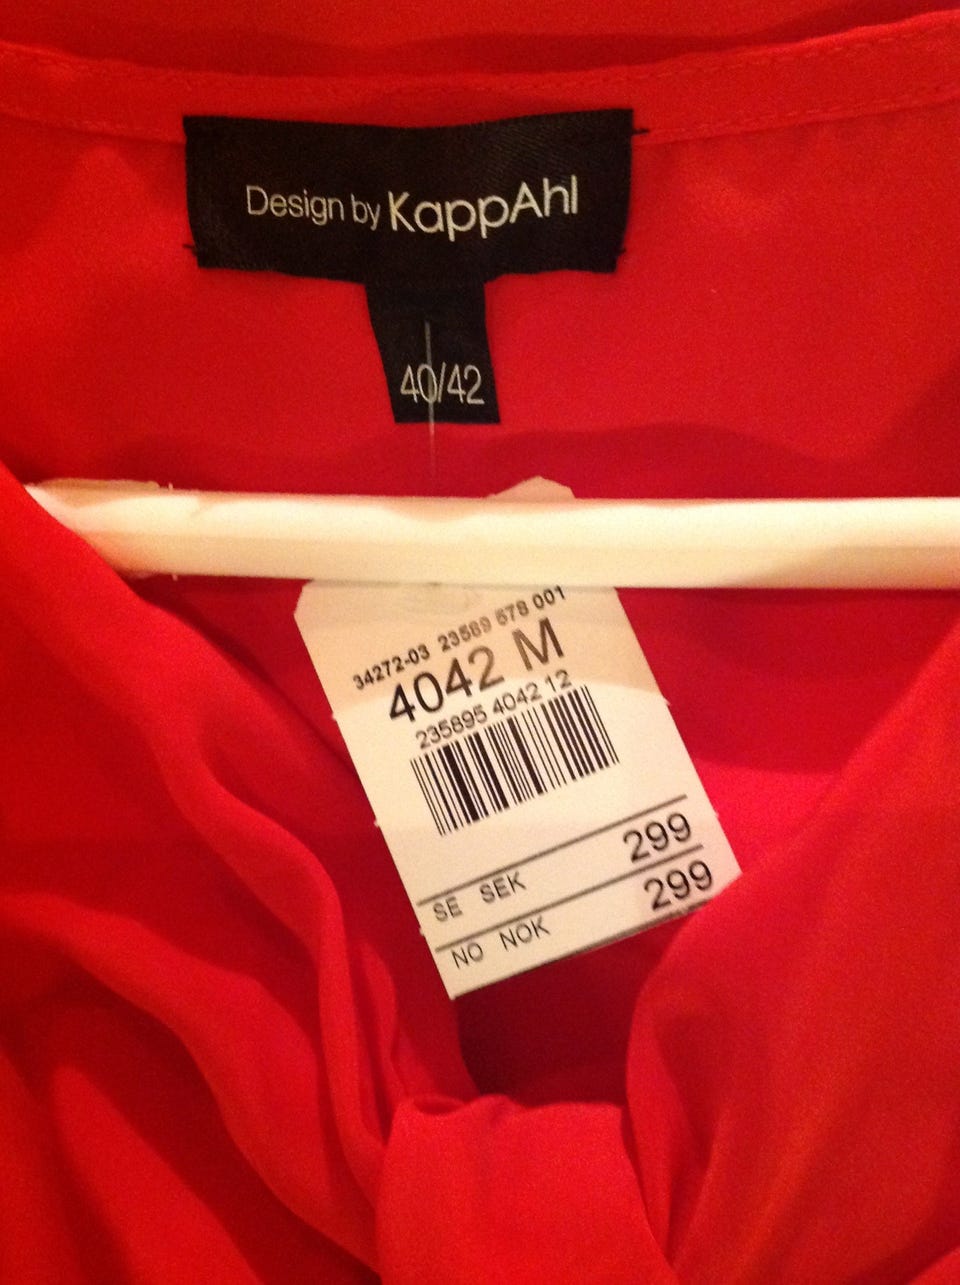 Design by KappAhl
40/42
34272-03 23589 578 001
4042 M
235895 4042 12
SE SEK 299
NO NOK 299